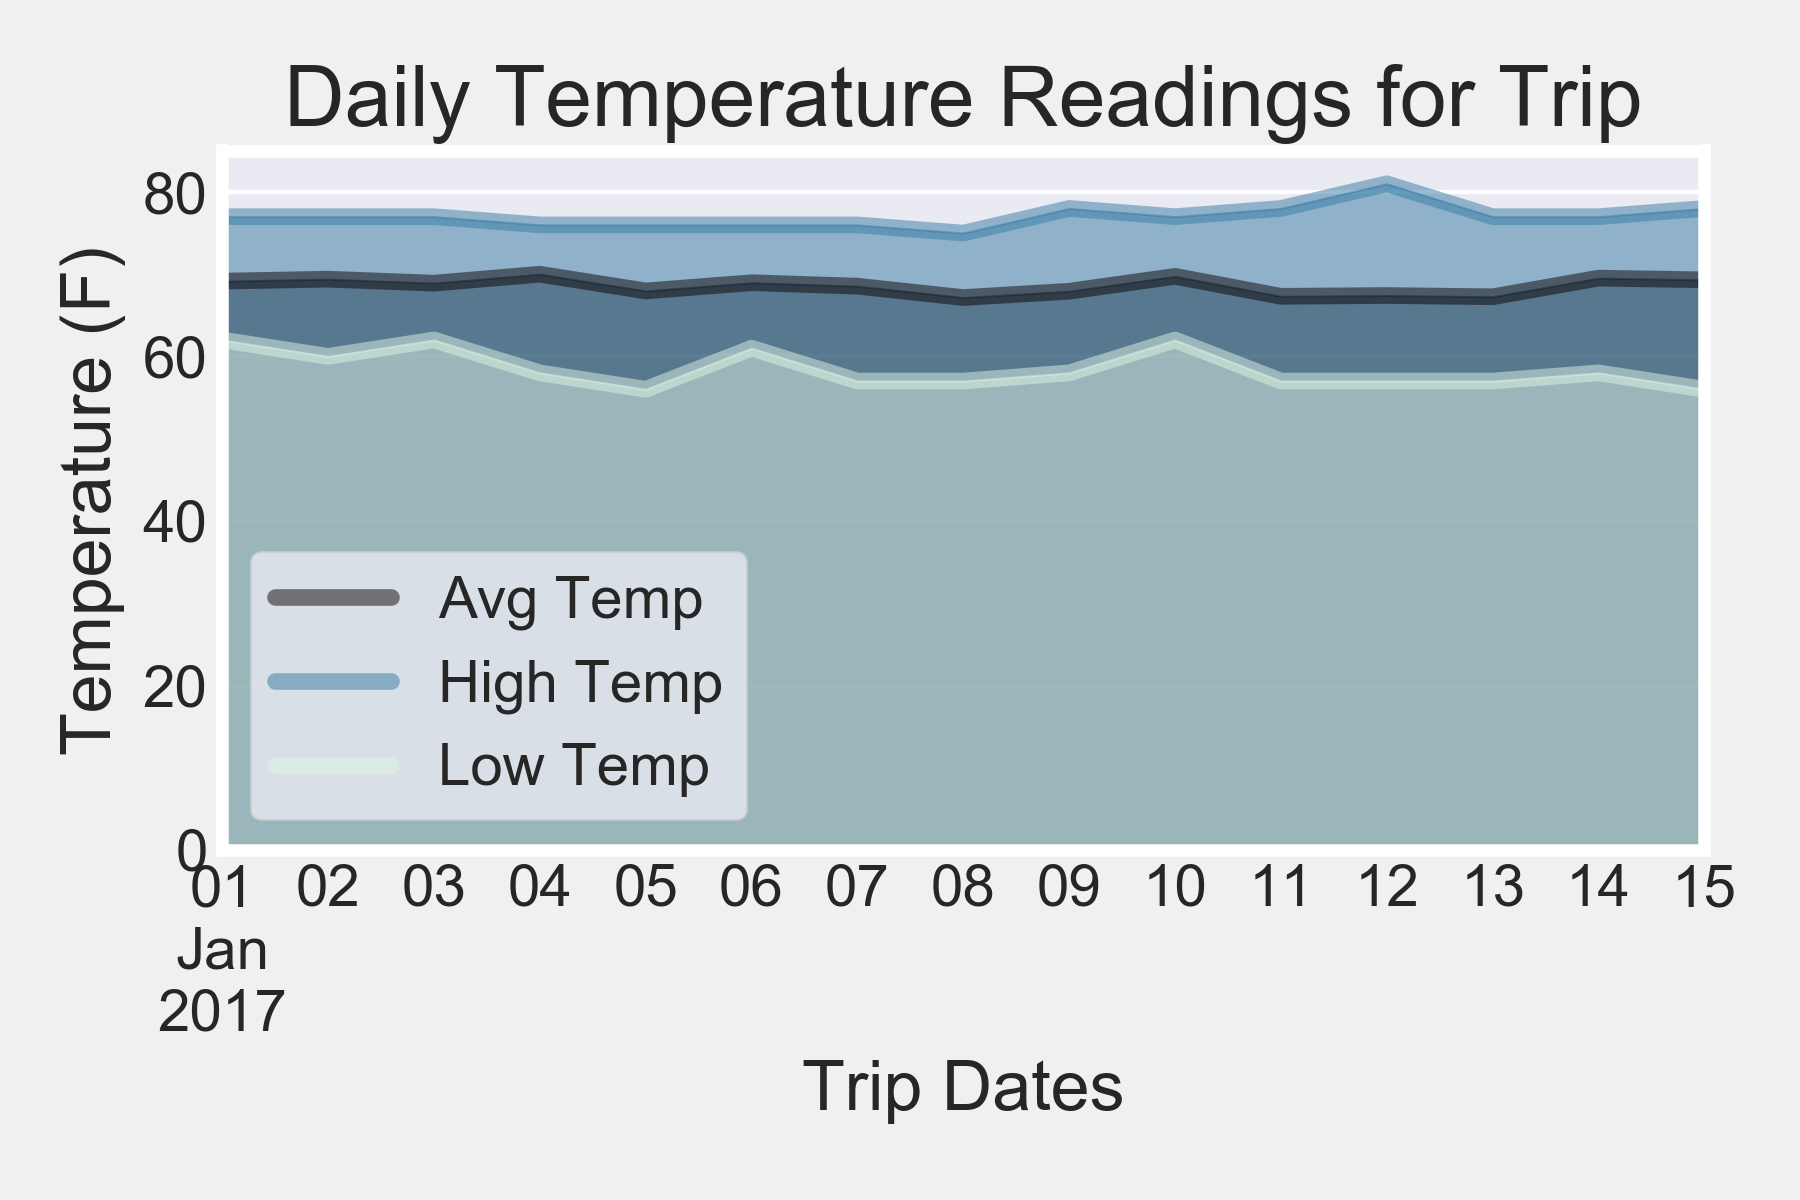 Daily Temperature Readings for Trip
Temperature (F)
80
60
40
20
0
Avg Temp
High Temp
Low Temp
01 02 03 04 05 06 07 08 09 10 11 12 13 14 15
Jan
2017
Trip Dates